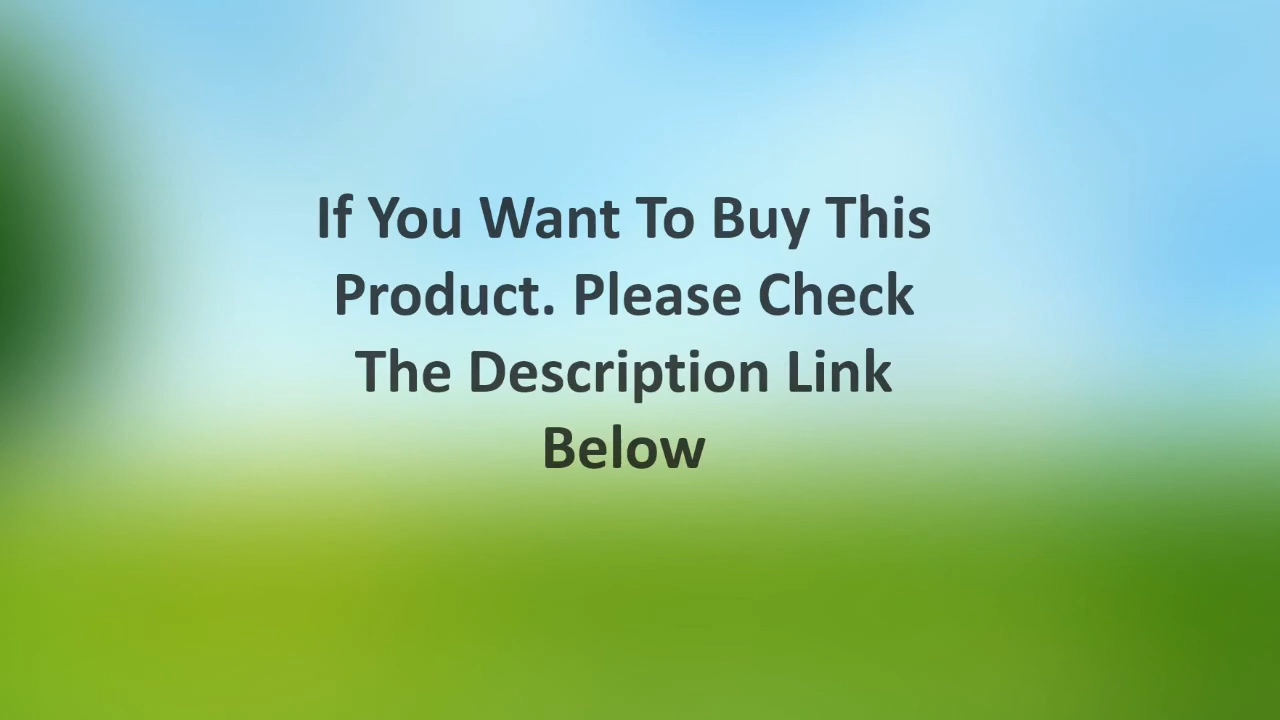 If You Want To Buy This
Product. Please Check
The Description Link
Below